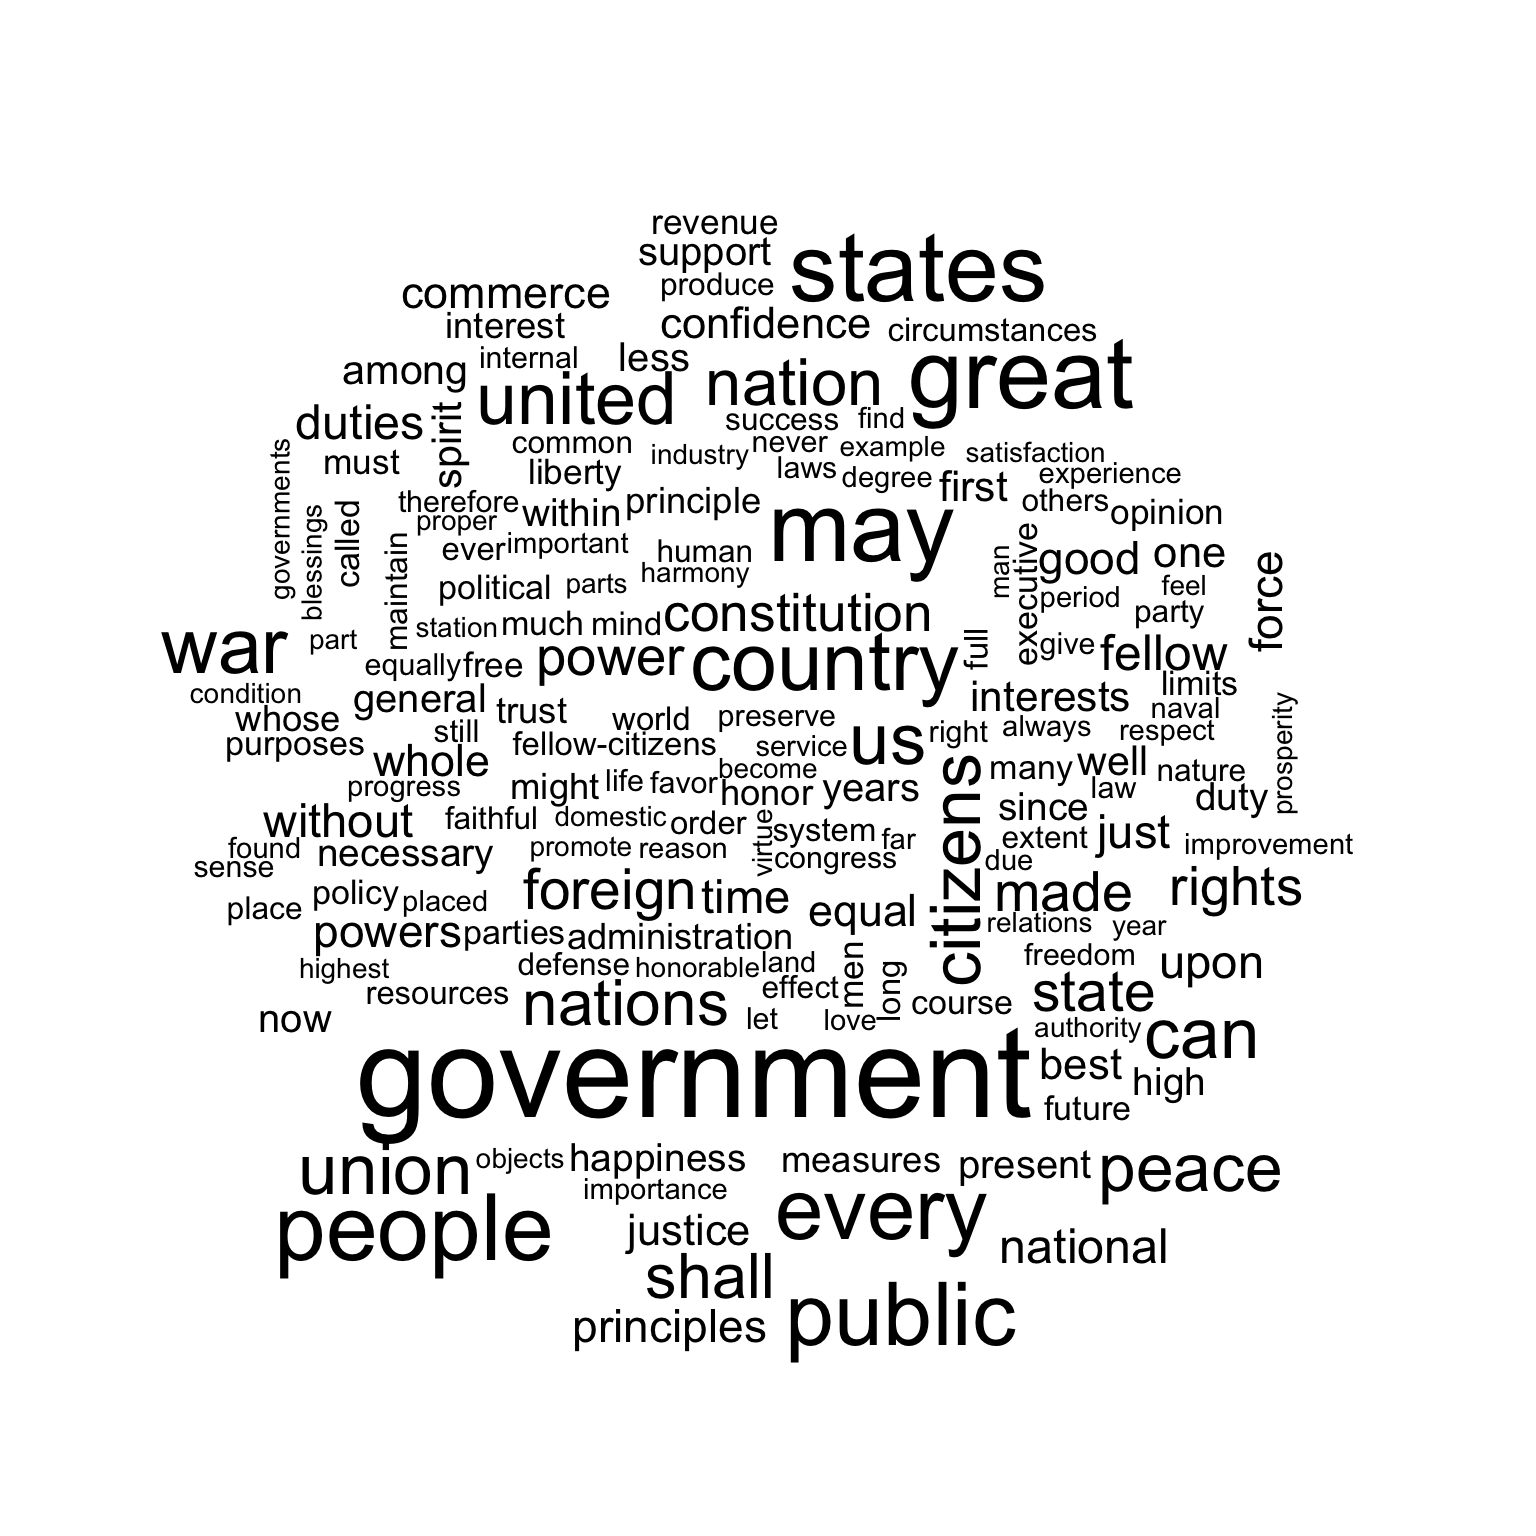 revenue
support
states
produce
commerce
interest
confidence
circumstances
internal
less
among
great
united
nation
duties
spirit
success
find
common
industry
never
example
satisfaction
must
liberty
laws
degree
first
experience
governments
therefore
proper
within
principle
may
others
opinion
blessings
called
maintain
ever
important
human
harmony
man
executive
good
one
force
political
parts
period
feel
party
war
part
station
much
mind
constitution
full
give
fellow
equally
free
power
country
condition
general
trust
interests
limits
naval
whose
purposes
still
world
preserve
fellow-citizens
service
us
right
always
respect
prosperity
whole
progress
might
life
favor
become
honor
years
citizens
many
well
nature
law
duty
without
faithful
domestic
order
virtue
system
far
since
extent
just
improvement
found
sense
necessary
promote
reason
congress
due
place
policy
placed
foreign
time
equal
made
rights
powers
parties
administration
relations
year
highest
defense
honorable
land
men
long
freedom
upon
resources
nations
effect
let
love
course
state
now
authority
can
government
best
high
future
union
objects
happiness
measures
present
peace
importance
people
justice
every
national
shall
principles
public